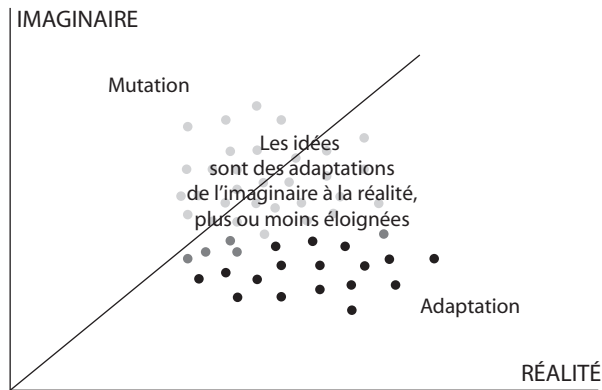 IMAGINAIRE
Mutation
Les idées
sont des adaptations
de l'imaginaire à la réalité,
plus ou moins éloignées
Adaptation
RÉALITÉ